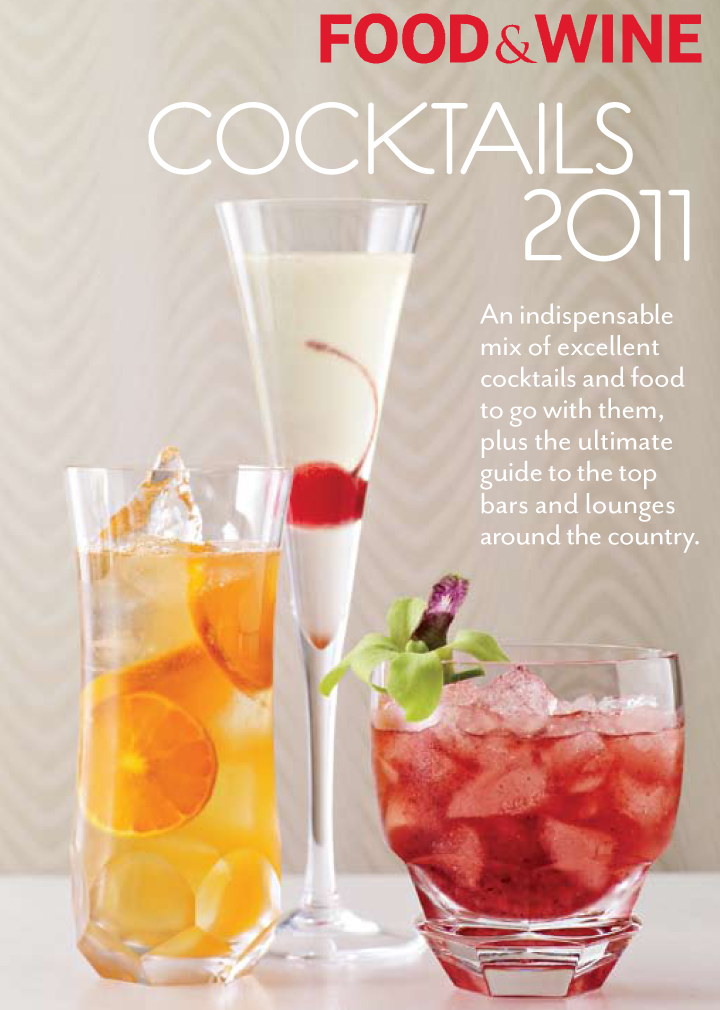 FOOD&WINE
COCKTAILS
2011
An indispensable
mix of excellent
cocktails and food
to go with them,
plus the ultimate
guide to the top
bars and lounges
around the country.